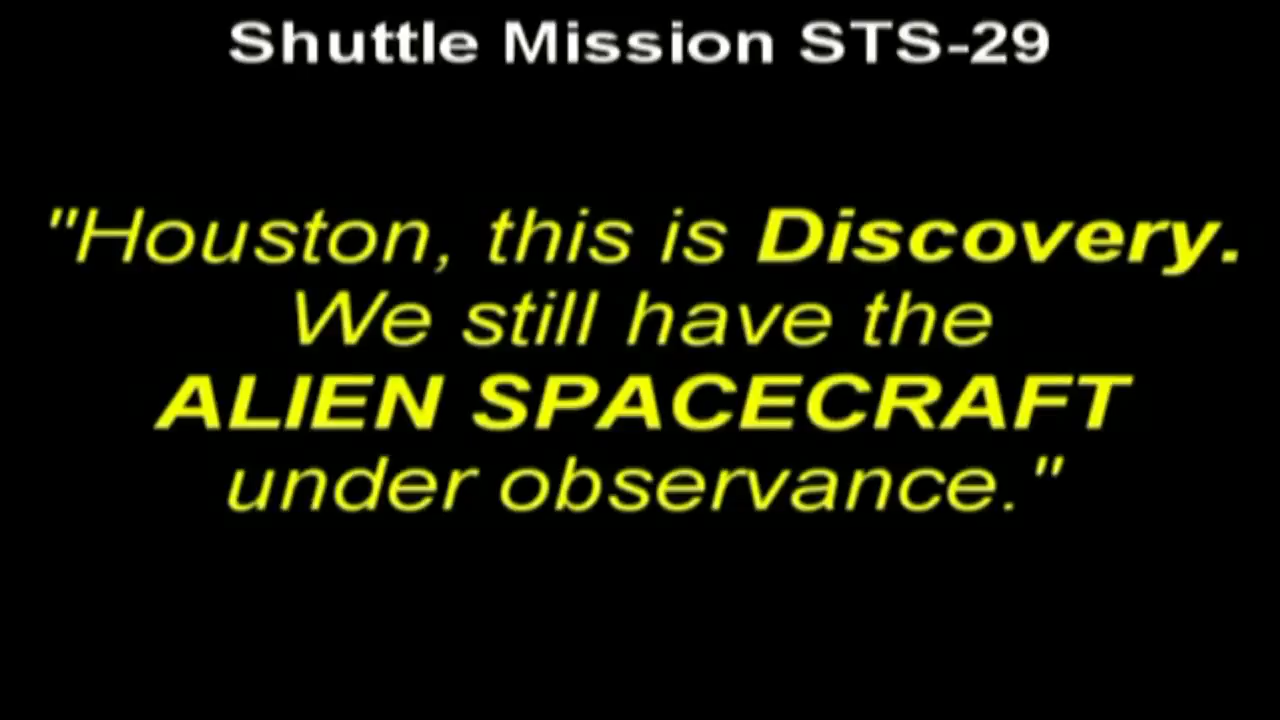 Shuttle Mission STS-29
"Houston, this is Discovery.
We still have the
ALIEN SPACECRAFT
under observance."